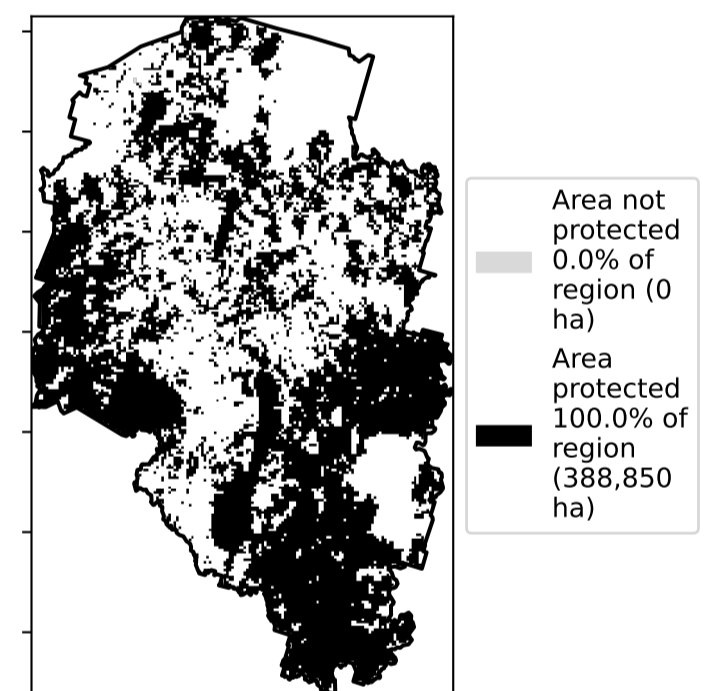 Area not
protected
0.0% of
region (0
ha)
Area
protected
100.0% of
region
(388,850
ha)